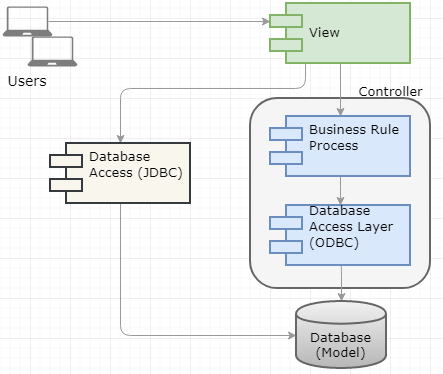 View
Users
Controller
Business Rule
Process
Database
Access (JDBC)
Database
Access Layer
(ODBC)
Database
(Model)